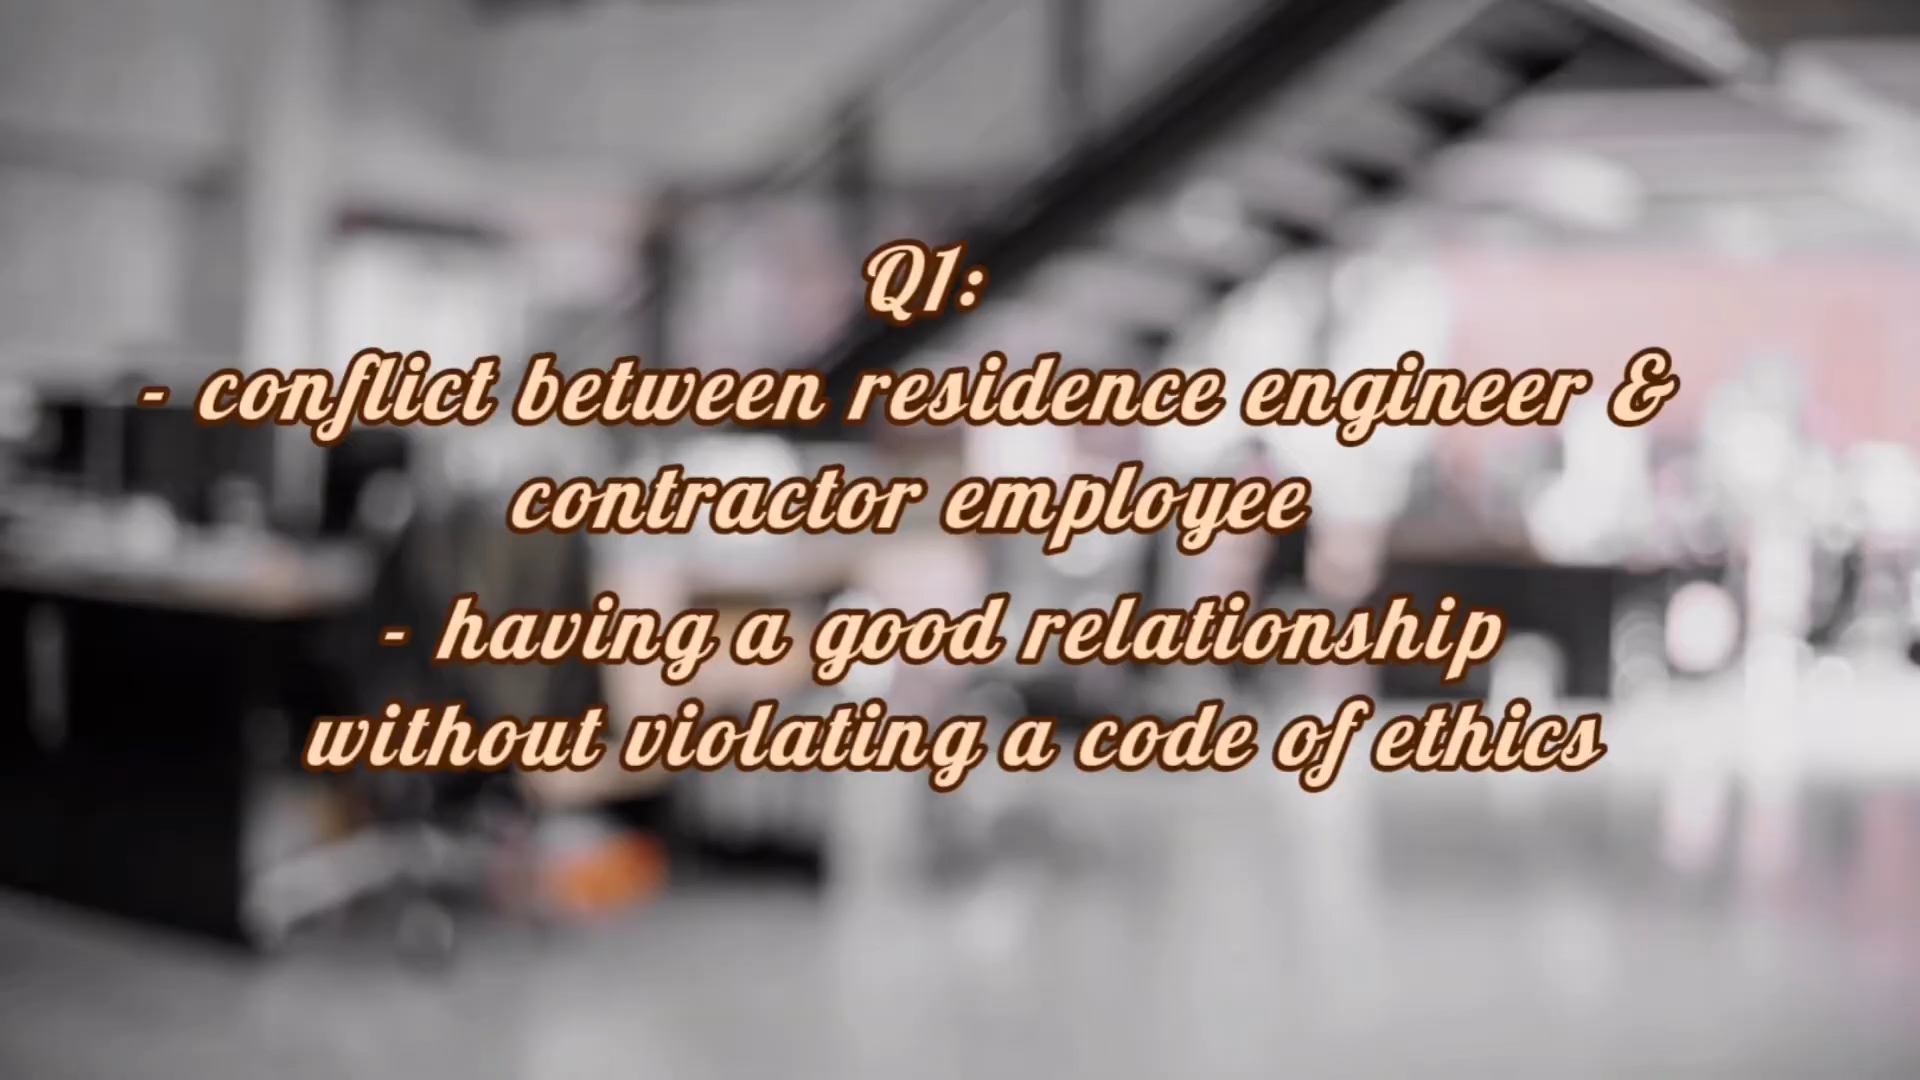 Q1:
- conflict between residence engineer &
contractor employee
- having a good relationship
without violating a code of ethics